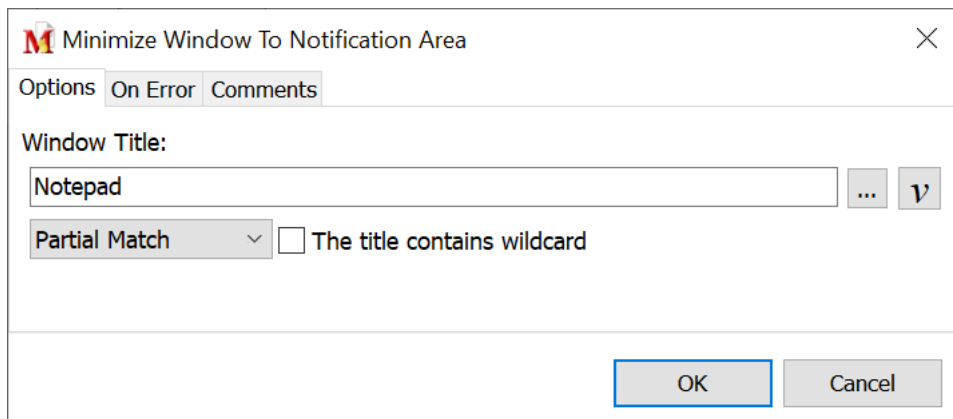 Minimize Window To Notification Area
Options On Error Comments
Window Title:
Notepad ... v
Partial Match The title contains wildcard
OK Cancel